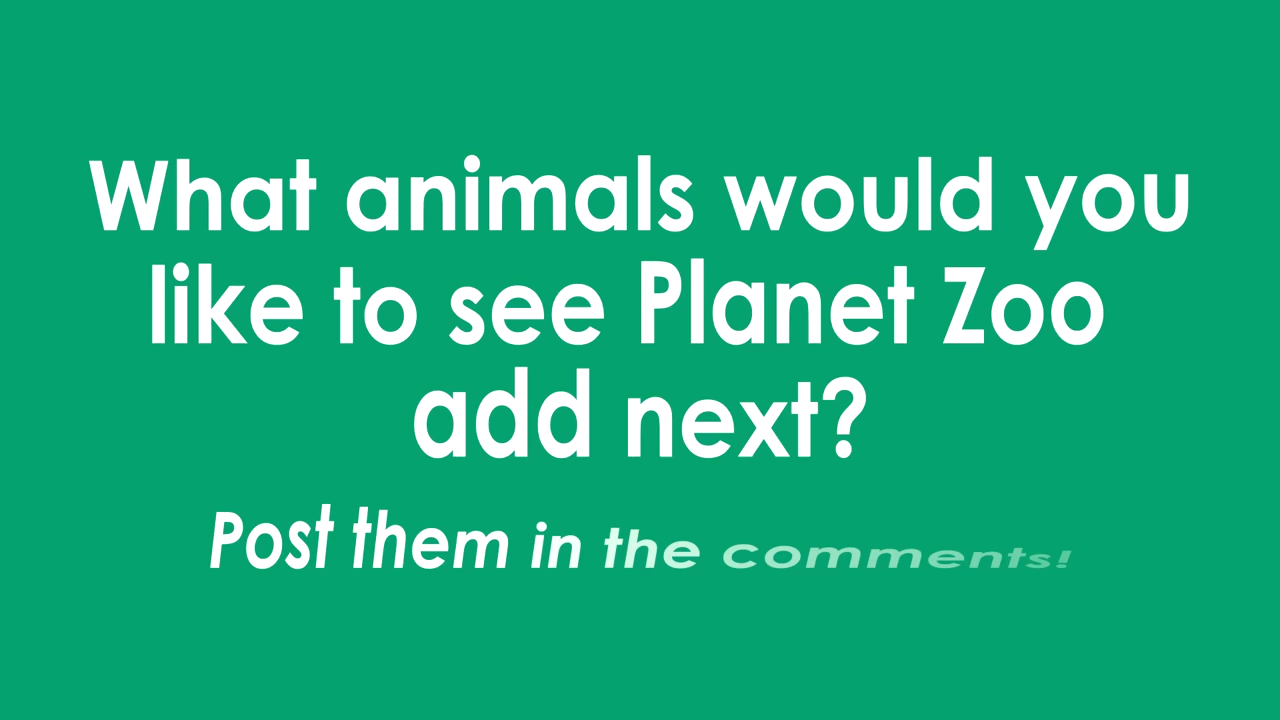 What animals would you
like to see Planet Zoo
add next?
Post them in the comments!